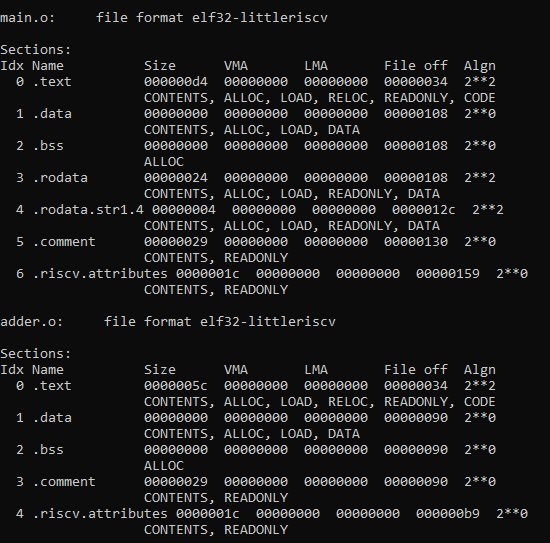 main.o:     file format elf32-littleriscv
Sections:
Idx Name          Size      VMA       LMA       File off  Algn
  0 .text         000000d4  00000000  00000000  00000034  2**2
                  CONTENTS, ALLOC, LOAD, RELOC, READONLY, CODE
  1 .data         00000000  00000000  00000000  00000108  2**0
                  CONTENTS, ALLOC, LOAD, DATA
  2 .bss          00000000  00000000  00000000  00000108  2**0
                  ALLOC
  3 .rodata       00000024  00000000  00000000  00000108  2**2
                  CONTENTS, ALLOC, LOAD, READONLY, DATA
  4 .rodata.str1.4 00000004  00000000  00000000  0000012c  2**2
                  CONTENTS, ALLOC, LOAD, READONLY, DATA
  5 .comment      00000029  00000000  00000000  00000130  2**0
                  CONTENTS, READONLY
  6 .riscv.attributes 0000001c  00000000  00000000  00000159  2**0
                  CONTENTS, READONLY
adder.o:     file format elf32-littleriscv
Sections:
Idx Name          Size      VMA       LMA       File off  Algn
  0 .text         0000005c  00000000  00000000  00000034  2**2
                  CONTENTS, ALLOC, LOAD, RELOC, READONLY, CODE
  1 .data         00000000  00000000  00000000  00000090  2**0
                  CONTENTS, ALLOC, LOAD, DATA
  2 .bss          00000000  00000000  00000000  00000090  2**0
                  ALLOC
  3 .comment      00000029  00000000  00000000  00000090  2**0
                  CONTENTS, READONLY
  4 .riscv.attributes 0000001c  00000000  00000000  000000b9  2**0
                  CONTENTS, READONLY